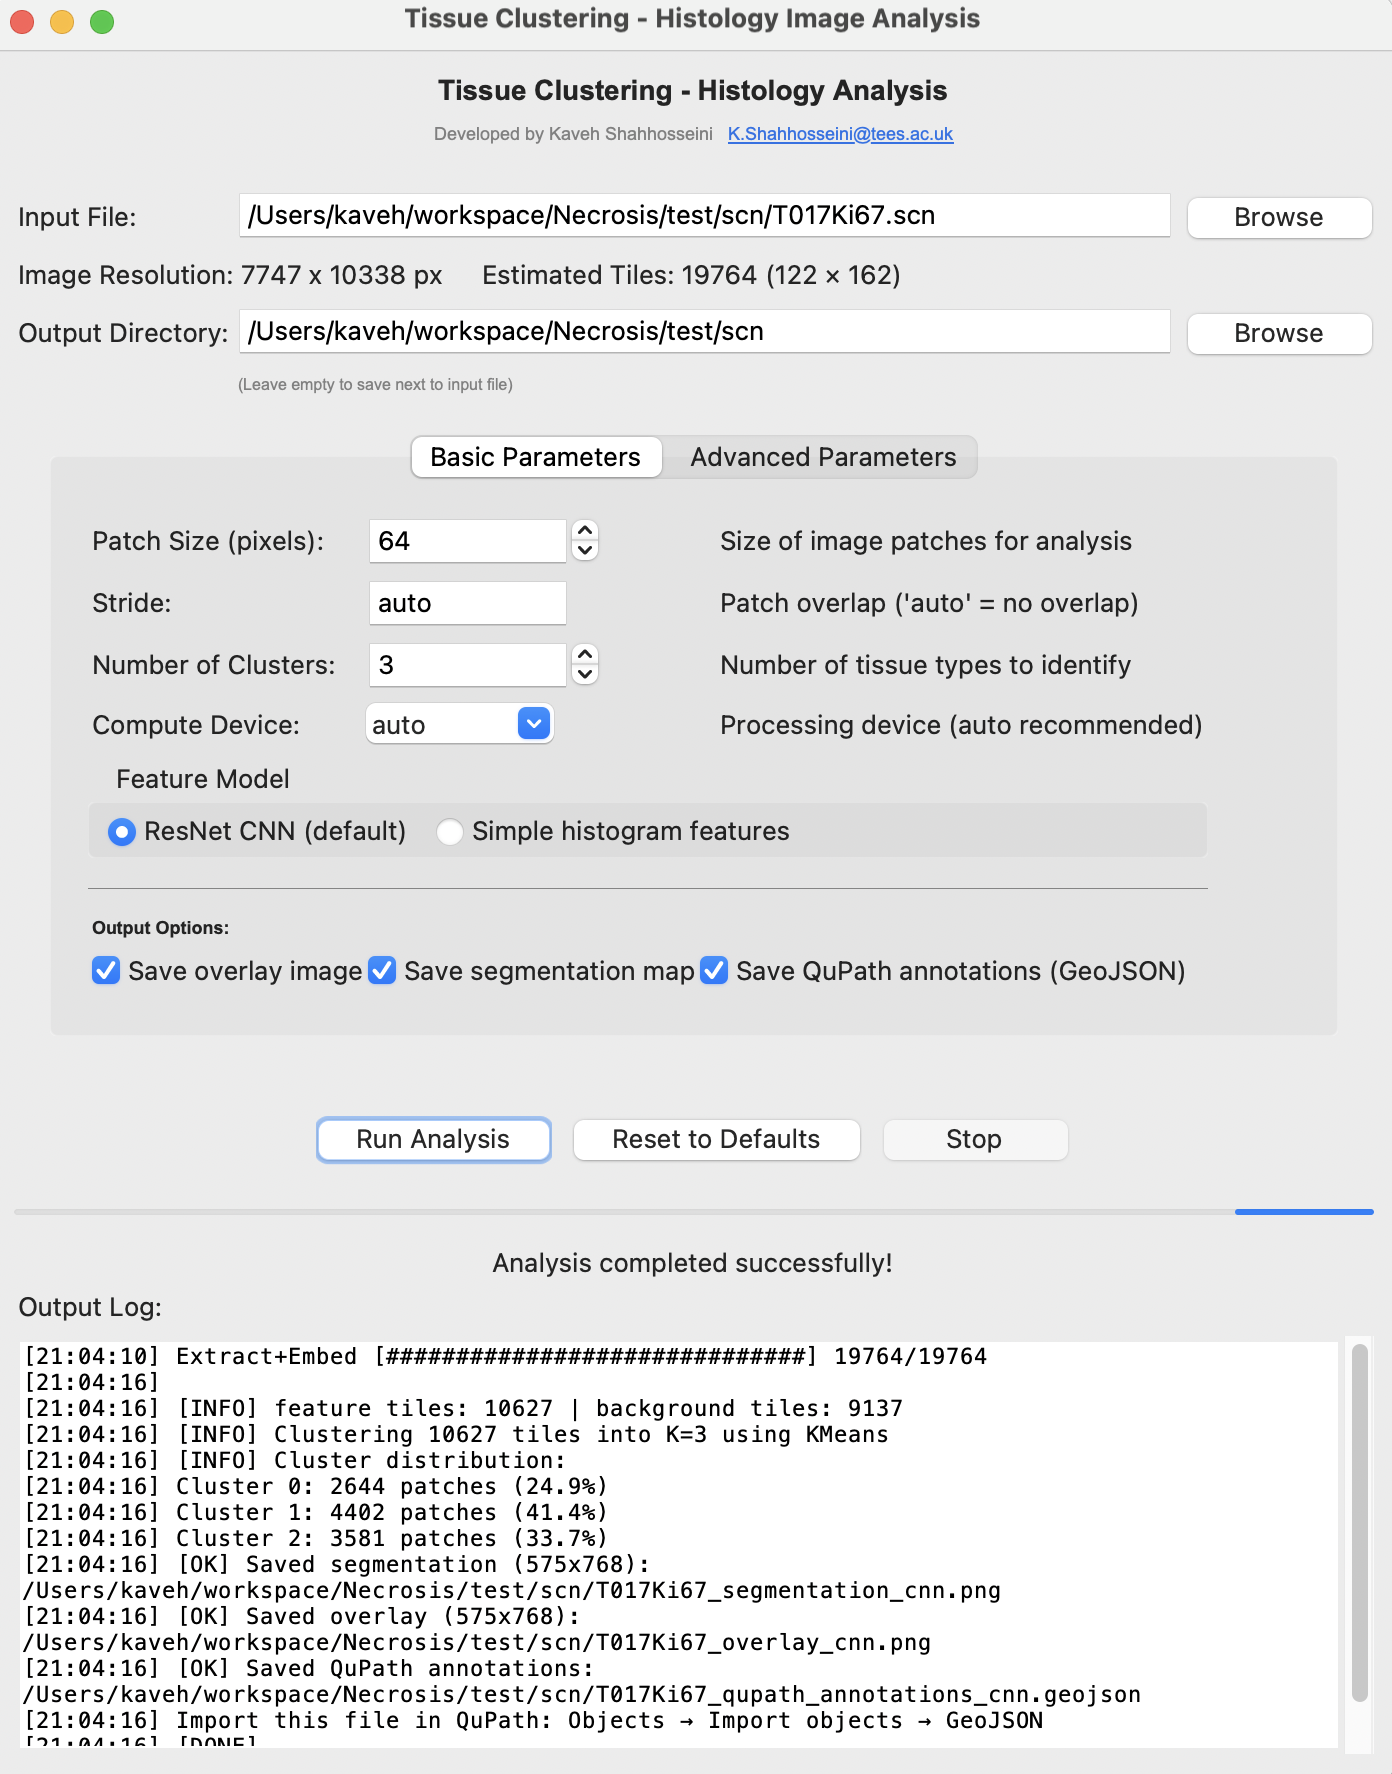 Tissue Clustering - Histology Image Analysis
Tissue Clustering - Histology Analysis
Developed by Kaveh Shahhosseini K.Shahhosseini@tees.ac.uk
Input File: /Users/kaveh/workspace/Necrosis/test/scn/T017Ki67.scn Browse
Image Resolution: 7747 x 10338 px Estimated Tiles: 19764 (122 × 162)
Output Directory: /Users/kaveh/workspace/Necrosis/test/scn Browse
(Leave empty to save next to input file)
Basic Parameters Advanced Parameters
Patch Size (pixels): 64 Size of image patches for analysis
Stride: auto Patch overlap ('auto' = no overlap)
Number of Clusters: 3 Number of tissue types to identify
Compute Device: auto Processing device (auto recommended)
Feature Model
ResNet CNN (default) Simple histogram features
Output Options:
Save overlay image Save segmentation map Save QuPath annotations (GeoJSON)
Run Analysis Reset to Defaults Stop
Analysis completed successfully!
Output Log:
[21:04:10] Extract+Embed [##############################] 19764/19764
[21:04:16]
[21:04:16] [INFO] feature tiles: 10627 | background tiles: 9137
[21:04:16] [INFO] Clustering 10627 tiles into K=3 using KMeans
[21:04:16] [INFO] Cluster distribution:
[21:04:16] Cluster 0: 2644 patches (24.9%)
[21:04:16] Cluster 1: 4402 patches (41.4%)
[21:04:16] Cluster 2: 3581 patches (33.7%)
[21:04:16] [OK] Saved segmentation (575x768):
/Users/kaveh/workspace/Necrosis/test/scn/T017Ki67_segmentation_cnn.png
[21:04:16] [OK] Saved overlay (575x768):
/Users/kaveh/workspace/Necrosis/test/scn/T017Ki67_overlay_cnn.png
[21:04:16] [OK] Saved QuPath annotations:
/Users/kaveh/workspace/Necrosis/test/scn/T017Ki67_qupath_annotations_cnn.geojson
[21:04:16] Import this file in QuPath: Objects → Import objects → GeoJSON
[21:04:16] [DONE]